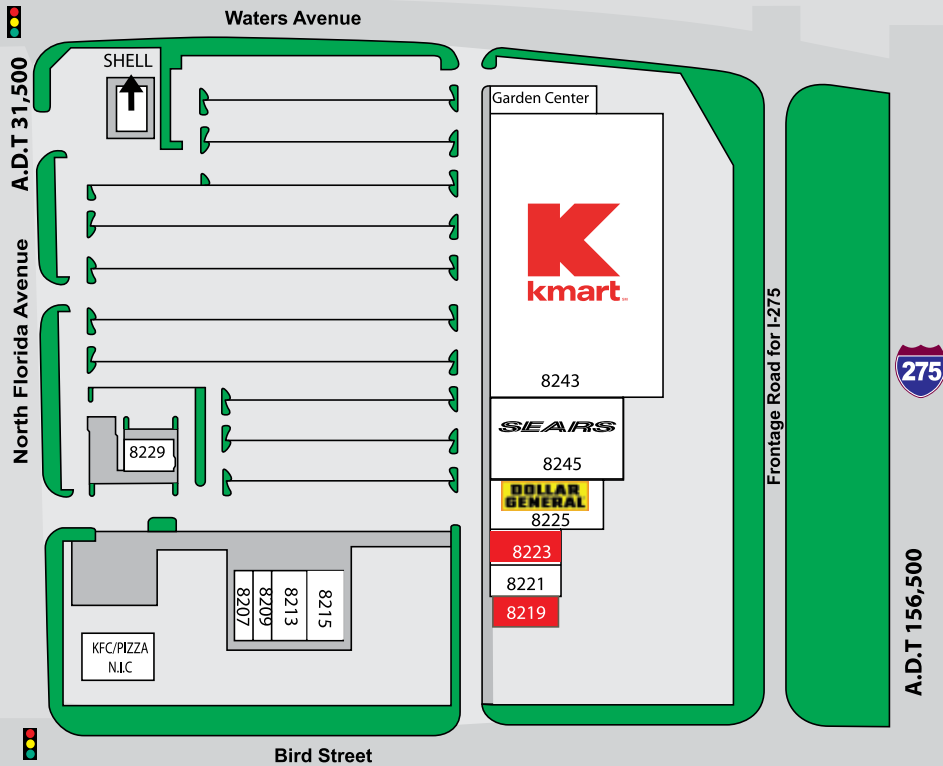 Waters Avenue
SHELL
A.D.T 31,500
North Florida Avenue
Garden Center
K
kmart
8243
SEARS
8245
DOLLAR
GENERAL
8225
8223
8221
8219
8229
8207
8209
8213
8215
KFC/PIZZA
N.I.C
Frontage Road for I-275
275
A.D.T 156,500
Bird Street